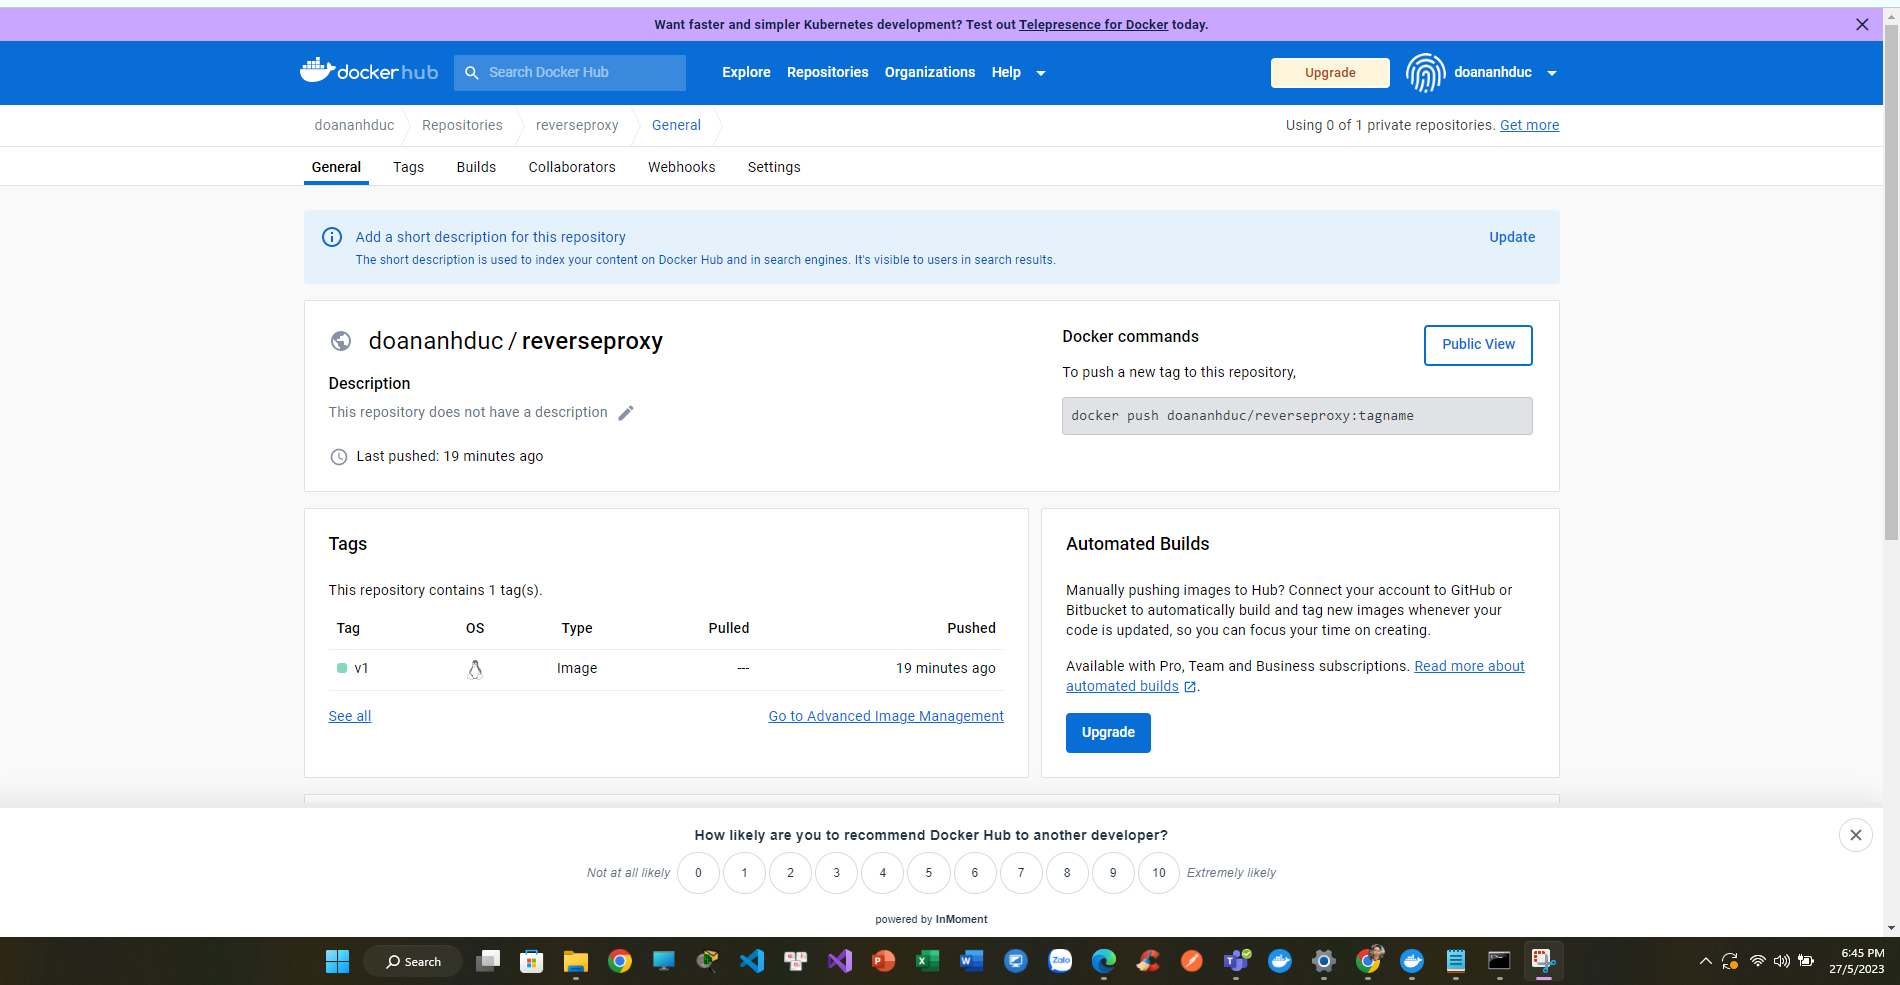 Want faster and simpler Kubernetes development? Test out Telepresence for Docker today.
dockerhub
Search Docker Hub
Explore
Repositories
Organizations
Help
Upgrade
doananhduc
doananhduc
Repositories
reverseproxy
General
Using 0 of 1 private repositories. Get more
General
Tags
Builds
Collaborators
Webhooks
Settings
Add a short description for this repository
Update
The short description is used to index your content on Docker Hub and in search engines. It's visible to users in search results.
doananhduc / reverseproxy
Description
This repository does not have a description
Last pushed: 19 minutes ago
Docker commands
Public View
To push a new tag to this repository,
docker push doananhduc/reverseproxy:tagname
Tags
This repository contains 1 tag(s).
Tag OS Type Pulled Pushed
v1 Image --- 19 minutes ago
See all
Go to Advanced Image Management
Automated Builds
Manually pushing images to Hub? Connect your account to GitHub or
Bitbucket to automatically build and tag new images whenever your
code is updated, so you can focus your time on creating.
Available with Pro, Team and Business subscriptions. Read more about
automated builds.
Upgrade
How likely are you to recommend Docker Hub to another developer?
Not at all likely 0 1 2 3 4 5 6 7 8 9 10 Extremely likely
powered by InMoment
Search
Zalo
6:45 PM
27/5/2023